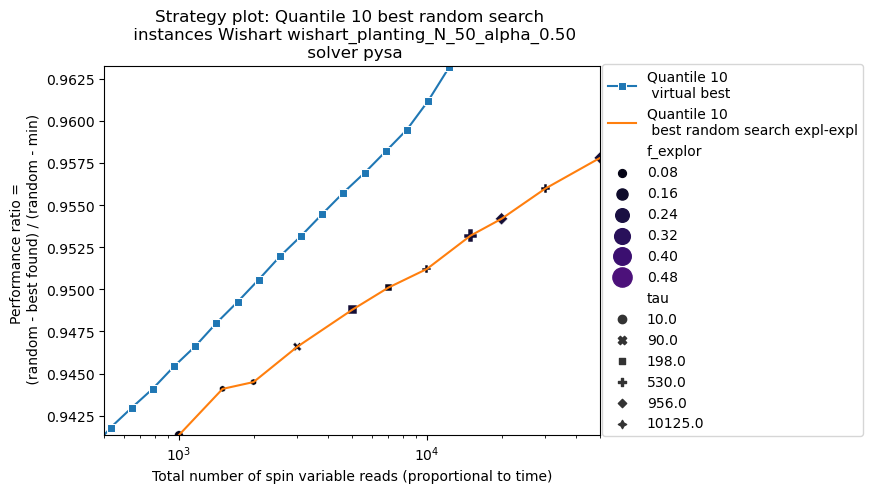 Strategy plot: Quantile 10 best random search
instances Wishart wishart_planting_N_50_alpha_0.50
solver pysa
Performance ratio =
(random - best found) / (random - min)
0.9625
0.9600
0.9575
0.9550
0.9525
0.9500
0.9475
0.9450
0.9425
10^3
10^4
Total number of spin variable reads (proportional to time)
Quantile 10
virtual best
Quantile 10
best random search expl-expl
f_explor
0.08
0.16
0.24
0.32
0.40
0.48
tau
10.0
90.0
198.0
530.0
956.0
10125.0